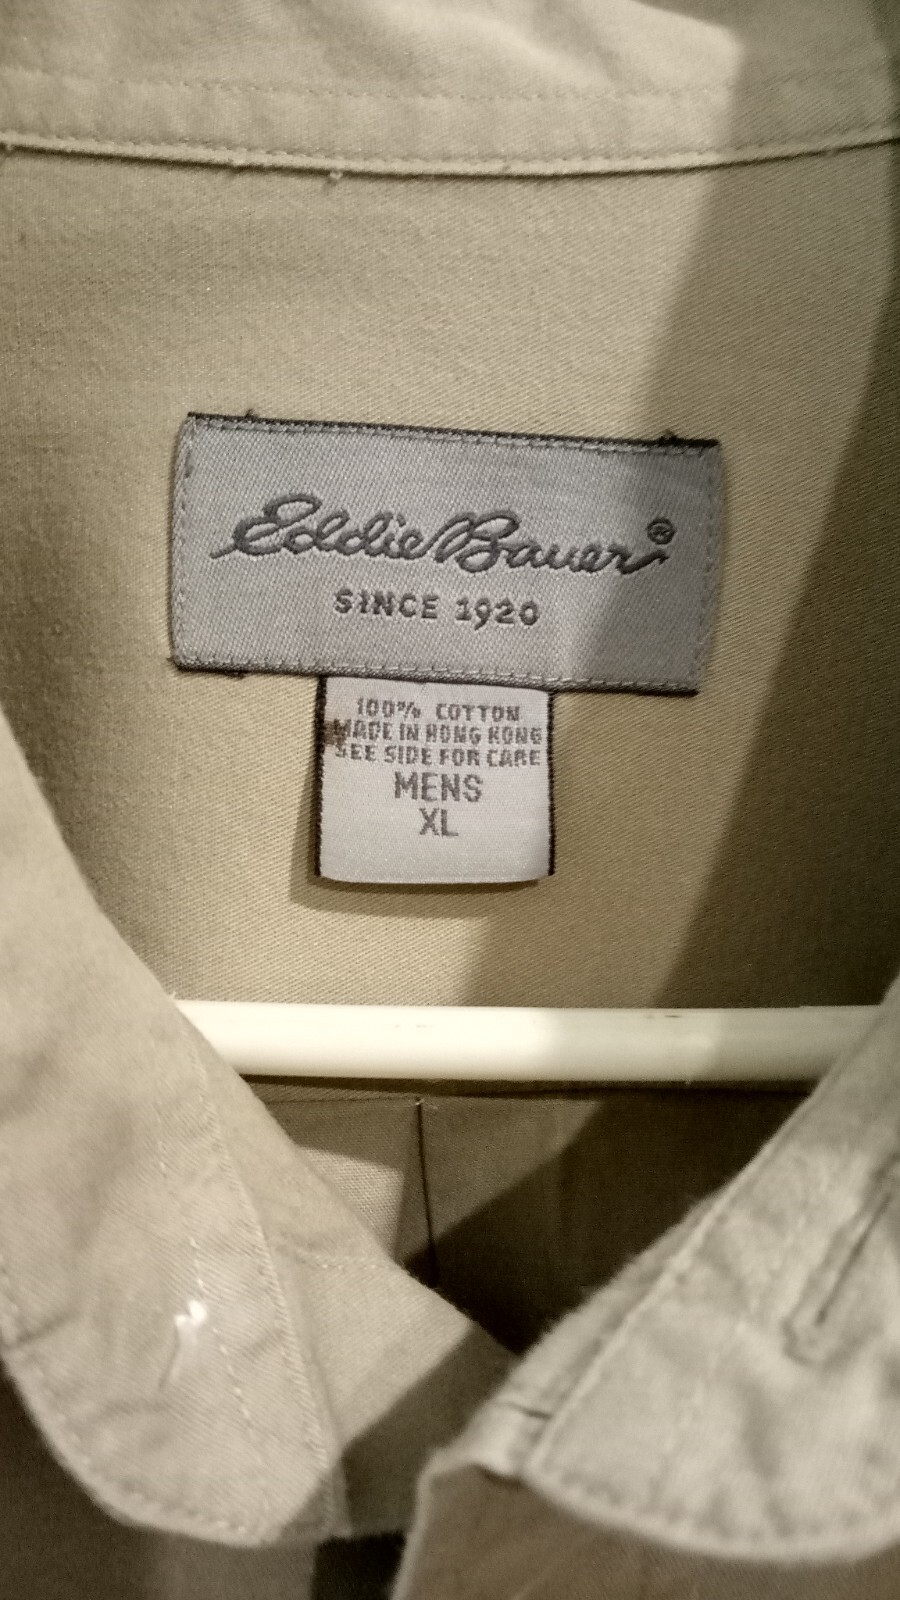 Eddie Bauer®
SINCE 1920
100% COTTON
MADE IN HONG KONG
SEE SIDE FOR CARE
MENS
XL